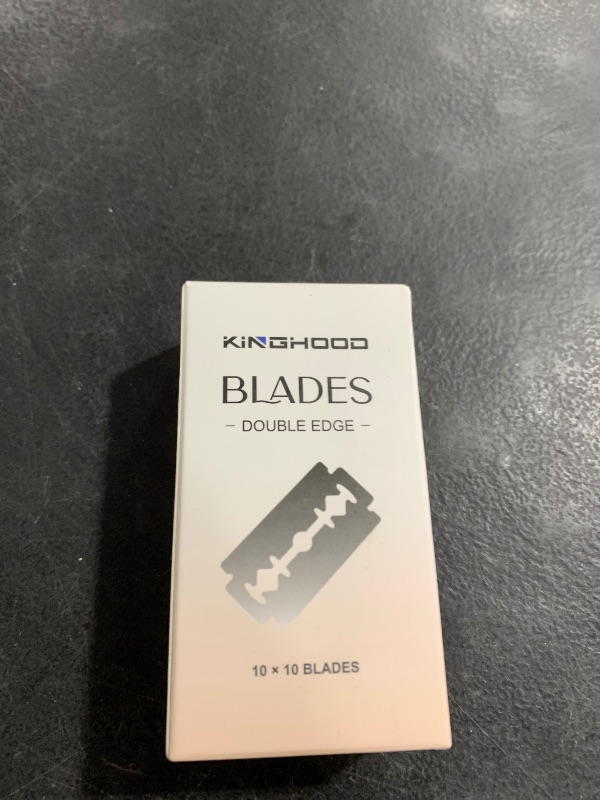 KiNGHOOD
BLADES
- DOUBLE EDGE -
10 × 10 BLADES